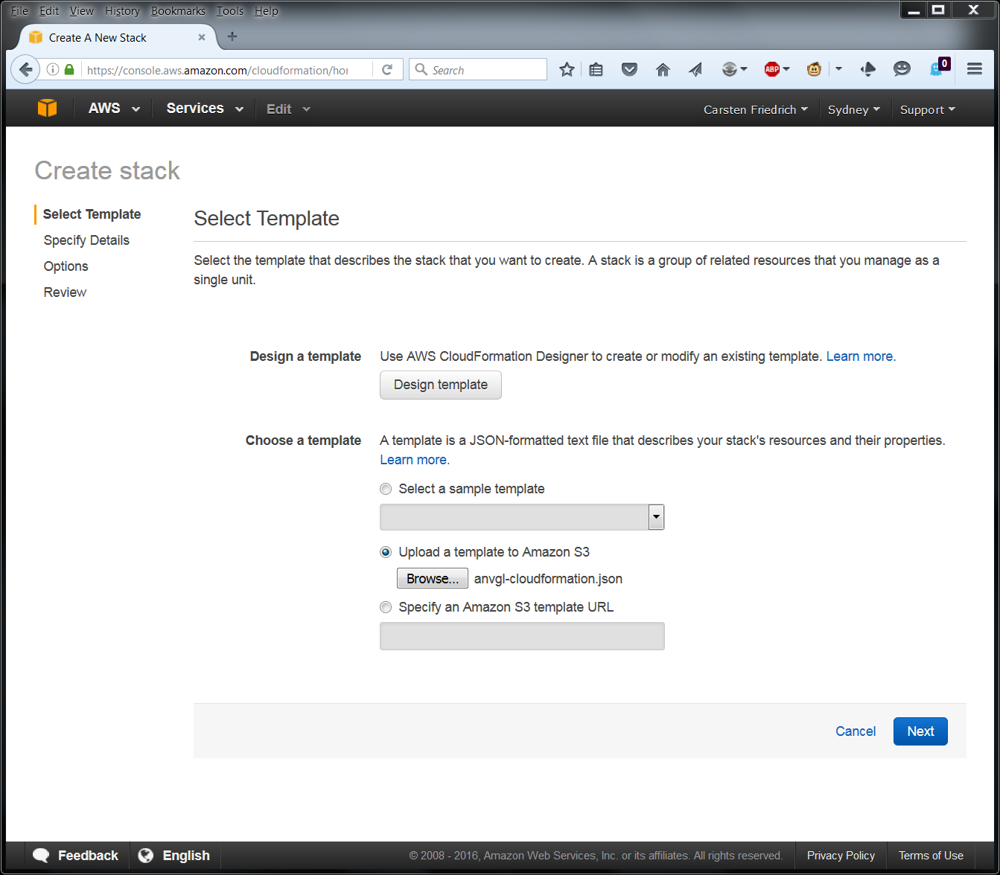 File Edit View History Bookmarks Tools Help
Create A New Stack
https://console.aws.amazon.com/cloudformation/hor
Search
ABP
0
AWS Services Edit Carsten Friedrich Sydney Support
Create stack
Select Template
Specify Details
Options
Review
Select Template
Select the template that describes the stack that you want to create. A stack is a group of related resources that you manage as a
single unit.
Design a template Use AWS CloudFormation Designer to create or modify an existing template. Learn more.
Design template
Choose a template A template is a JSON-formatted text file that describes your stack's resources and their properties.
Learn more.
Select a sample template
Upload a template to Amazon S3
Browse... anvgl-cloudformation.json
Specify an Amazon S3 template URL
Cancel Next
Feedback English © 2008 - 2016, Amazon Web Services, Inc. or its affiliates. All rights reserved. Privacy Policy Terms of Use